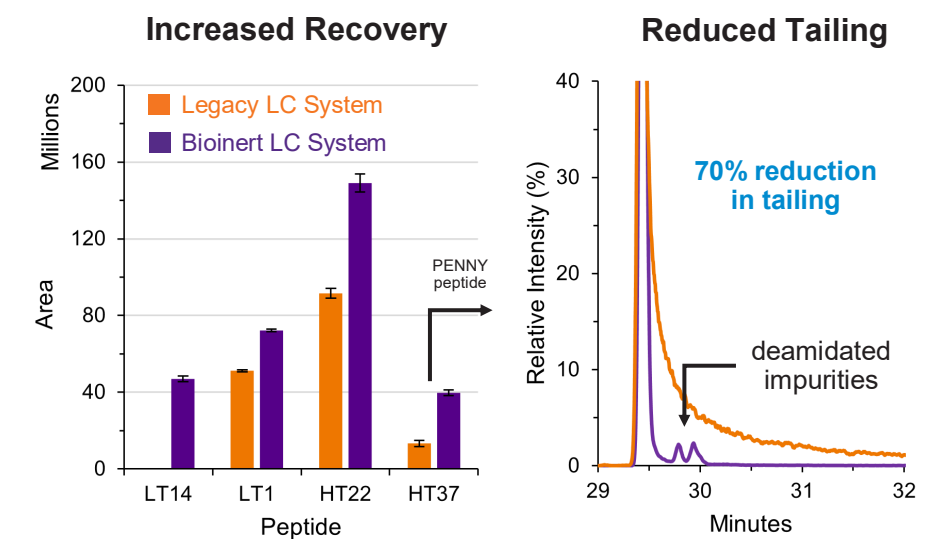 Increased Recovery
Millions
Area
200
160
120
80
40
0
Legacy LC System
Bioinert LC System
PENNY
peptide
LT14
LT1
HT22
HT37
Peptide
Reduced Tailing
Relative Intensity (%)
40
30
20
10
0
70% reduction
in tailing
deamidated
impurities
29
30
31
32
Minutes